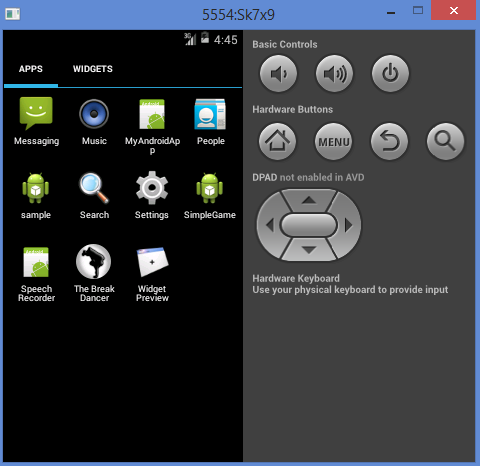 5554:Sk7x9
3G 4:45
APPS WIDGETS
Messaging Music MyAndroidAp
p People
sample Search Settings SimpleGame
Speech
Recorder The Break
Dancer Widget
Preview
Basic Controls
Hardware Buttons
MENU
DPAD not enabled in AVD
Hardware Keyboard
Use your physical keyboard to provide input